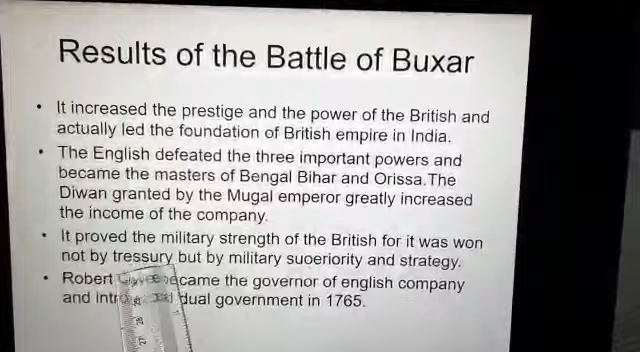 Results of the Battle of Buxar
• It increased the prestige and the power of the British and
actually led the foundation of British empire in India.
• The English defeated the three important powers and
became the masters of Bengal Bihar and Orissa.The
Diwan granted by the Mugal emperor greatly increased
the income of the company.
• It proved the military strength of the British for it was won
not by tressury but by military suoeriority and strategy.
• Robert became the governor of english company
and dual government in 1765.